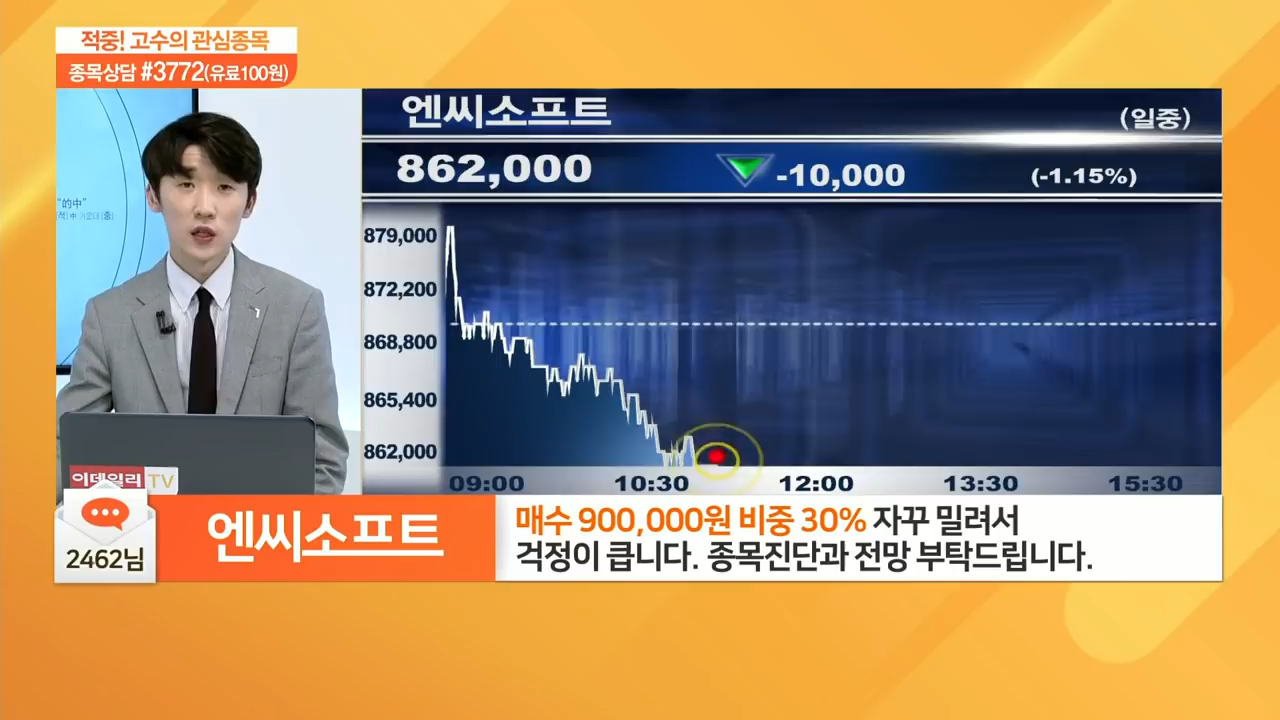 적중! 고수의 관심종목
종목상담 #3772(유료100원)
"的中"
엔씨소프트
(일중)
862,000
-10,000
(-1.15%)
879,000
872,200
868,800
865,400
862,000
09:00
10:30
12:00
13:30
15:30
이데일리 TV
2462님
엔씨소프트
매수 900,000원 비중 30% 자꾸 밀려서
걱정이 큽니다. 종목진단과 전망 부탁드립니다.